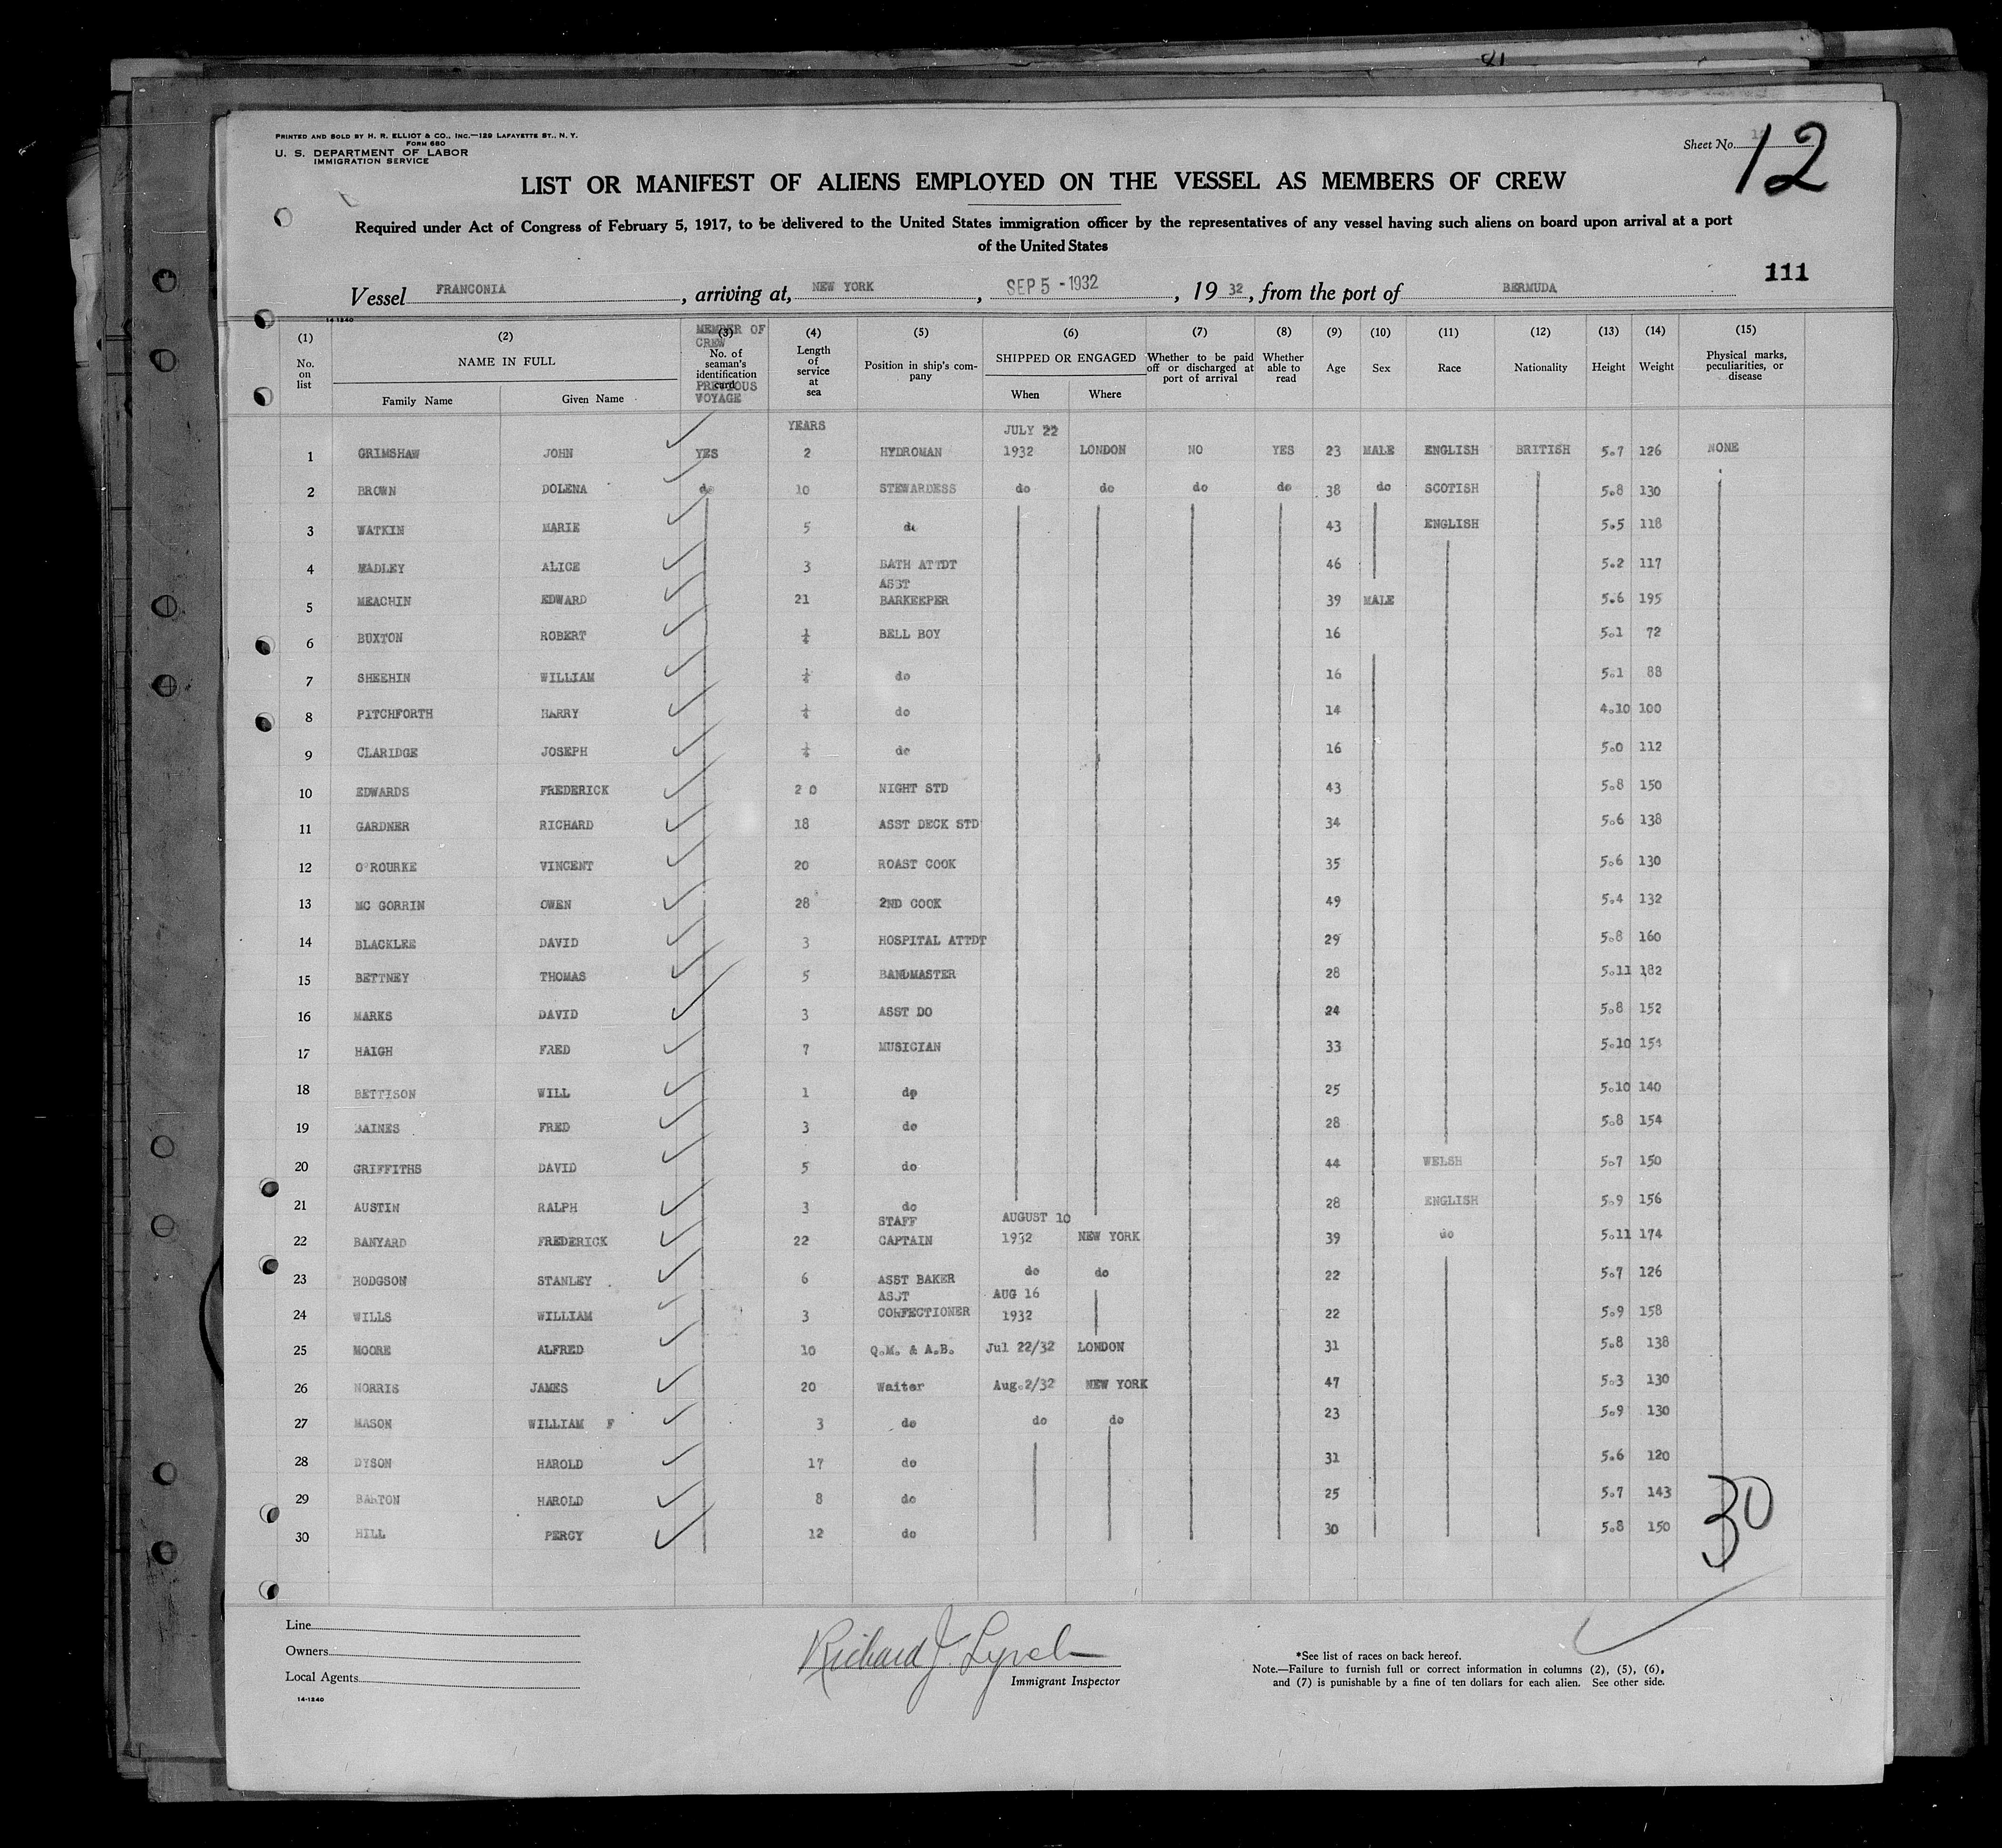 81
PRINTED AND SOLD BY H. R. ELLIOT & CO., INC.—129 LAFAYETTE ST., N. Y.
FORM 680
U. S. DEPARTMENT OF LABOR
IMMIGRATION SERVICE
Sheet No. 12
LIST OR MANIFEST OF ALIENS EMPLOYED ON THE VESSEL AS MEMBERS OF CREW
Required under Act of Congress of February 5, 1917, to be delivered to the United States immigration officer by the representatives of any vessel having such aliens on board upon arrival at a port
of the United States
111
Vessel FRANCONIA, arriving at, NEW YORK, SEP 5 - 1932, 1932, from the port of BERMUDA
14-1240
(1) (2) (3) (4) (5) (6) (7) (8) (9) (10) (11) (12) (13) (14) (15)
No. on list
NAME IN FULL
Family Name Given Name
MEMBER OF CREW PREVIOUS VOYAGE
No. of seaman's identification card
Length of service at sea
Position in ship's company
SHIPPED OR ENGAGED
When Where
Whether to be paid off or discharged at port of arrival
Whether able to read
Age
Sex
Race
Nationality
Height
Weight
Physical marks, peculiarities, or disease
YEARS JULY 22
1 GRIMSHAW JOHN YES 2 HYDROMAN 1932 LONDON NO YES 23 MALE ENGLISH BRITISH 5.7 126 NONE
2 BROWN DOLENA do 10 STEWARDESS do do do do 38 do SCOTISH 5.8 130
3 WATKIN MARIE 5 do 43 ENGLISH 5.5 118
4 MADLEY ALICE 3 BATH ATTDT 46 5.2 117
ASST
5 MEACHIN EDWARD 21 BARKEEPER 39 MALE 5.6 195
6 BUXTON ROBERT BELL BOY 16 5.1 72
7 SHEEHIN WILLIAM do 16 5.1 88
8 PITCHFORTH HARRY do 14 4.10 100
9 CLARIDGE JOSEPH do 16 5.0 112
10 EDWARDS FREDERICK 2 0 NIGHT STD 43 5.8 150
11 GARDNER RICHARD 18 ASST DECK STD 34 5.6 138
12 O'ROURKE VINCENT 20 ROAST COOK 35 5.6 130
13 MC GORRIN OWEN 28 2ND COOK 49 5.4 132
14 BLACKLEE DAVID 3 HOSPITAL ATTDT 29 5.8 160
15 BETTNEY THOMAS 5 BANDMASTER 28 5.11 182
16 MARKS DAVID 3 ASST DO 24 5.8 152
17 HAIGH FRED 7 MUSICIAN 33 5.10 154
18 BETTISON WILL 1 do 25 5.10 140
19 BAINES FRED 3 do 28 5.8 154
20 GRIFFITHS DAVID 5 do 44 WELSH 5.7 150
21 AUSTIN RALPH 3 do 28 ENGLISH 5.9 156
STAFF AUGUST 10
22 BANYARD FREDERICK 22 CAPTAIN 1932 NEW YORK 39 do 5.11 174
23 HODGSON STANLEY 6 ASST BAKER do do 22 5.7 126
ASST AUG 16
24 WILLS WILLIAM 3 CONFECTIONER 1932 22 5.9 158
25 MOORE ALFRED 10 Q.M. & A.B. Jul 22/32 LONDON 31 5.8 138
26 NORRIS JAMES 20 Waiter Aug.2/32 NEW YORK 47 5.3 130
27 MASON WILLIAM F 3 do do do 23 5.9 130
28 DYSON HAROLD 17 do 31 5.6 120
29 BARTON HAROLD 8 do 25 5.7 143
30 HILL PERCY 12 do 30 5.8 150
30
Line
Owners
Local Agents
14-1240
Richard J. Lynch
Immigrant Inspector
*See list of races on back hereof.
Note.—Failure to furnish full or correct information in columns (2), (5), (6),
and (7) is punishable by a fine of ten dollars for each alien. See other side.